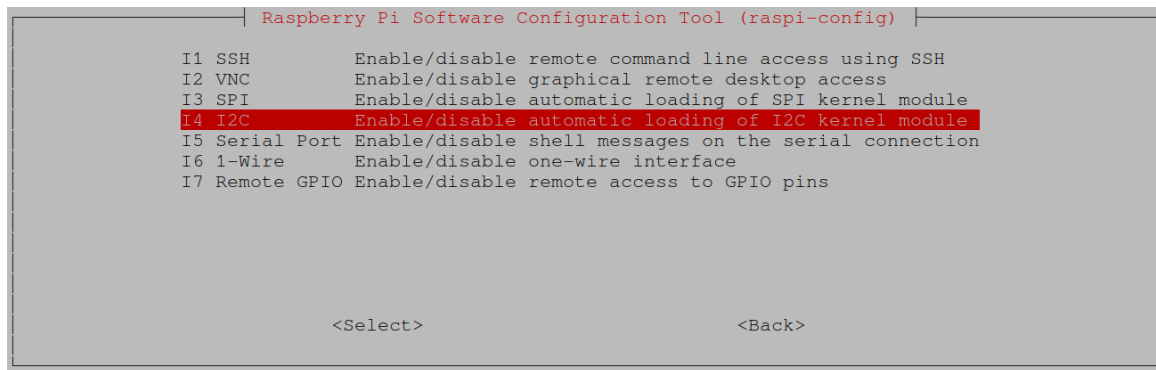 Raspberry Pi Software Configuration Tool (raspi-config)
I1 SSH Enable/disable remote command line access using SSH
I2 VNC Enable/disable graphical remote desktop access
I3 SPI Enable/disable automatic loading of SPI kernel module
I4 I2C Enable/disable automatic loading of I2C kernel module
I5 Serial Port Enable/disable shell messages on the serial connection
I6 1-Wire Enable/disable one-wire interface
I7 Remote GPIO Enable/disable remote access to GPIO pins
<Select> <Back>